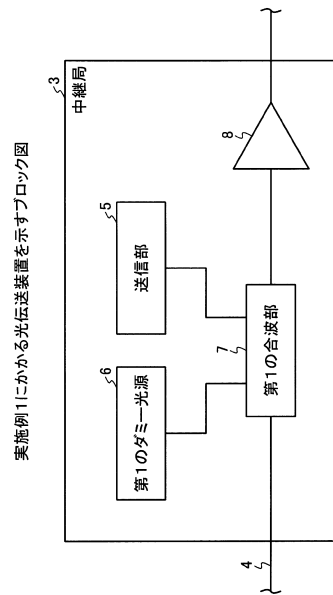 実施例1にかかる光伝送装置を示すブロック図
3
中継局
5
送信部
6
第1のダミー光源
7
第1の合波部
8
4